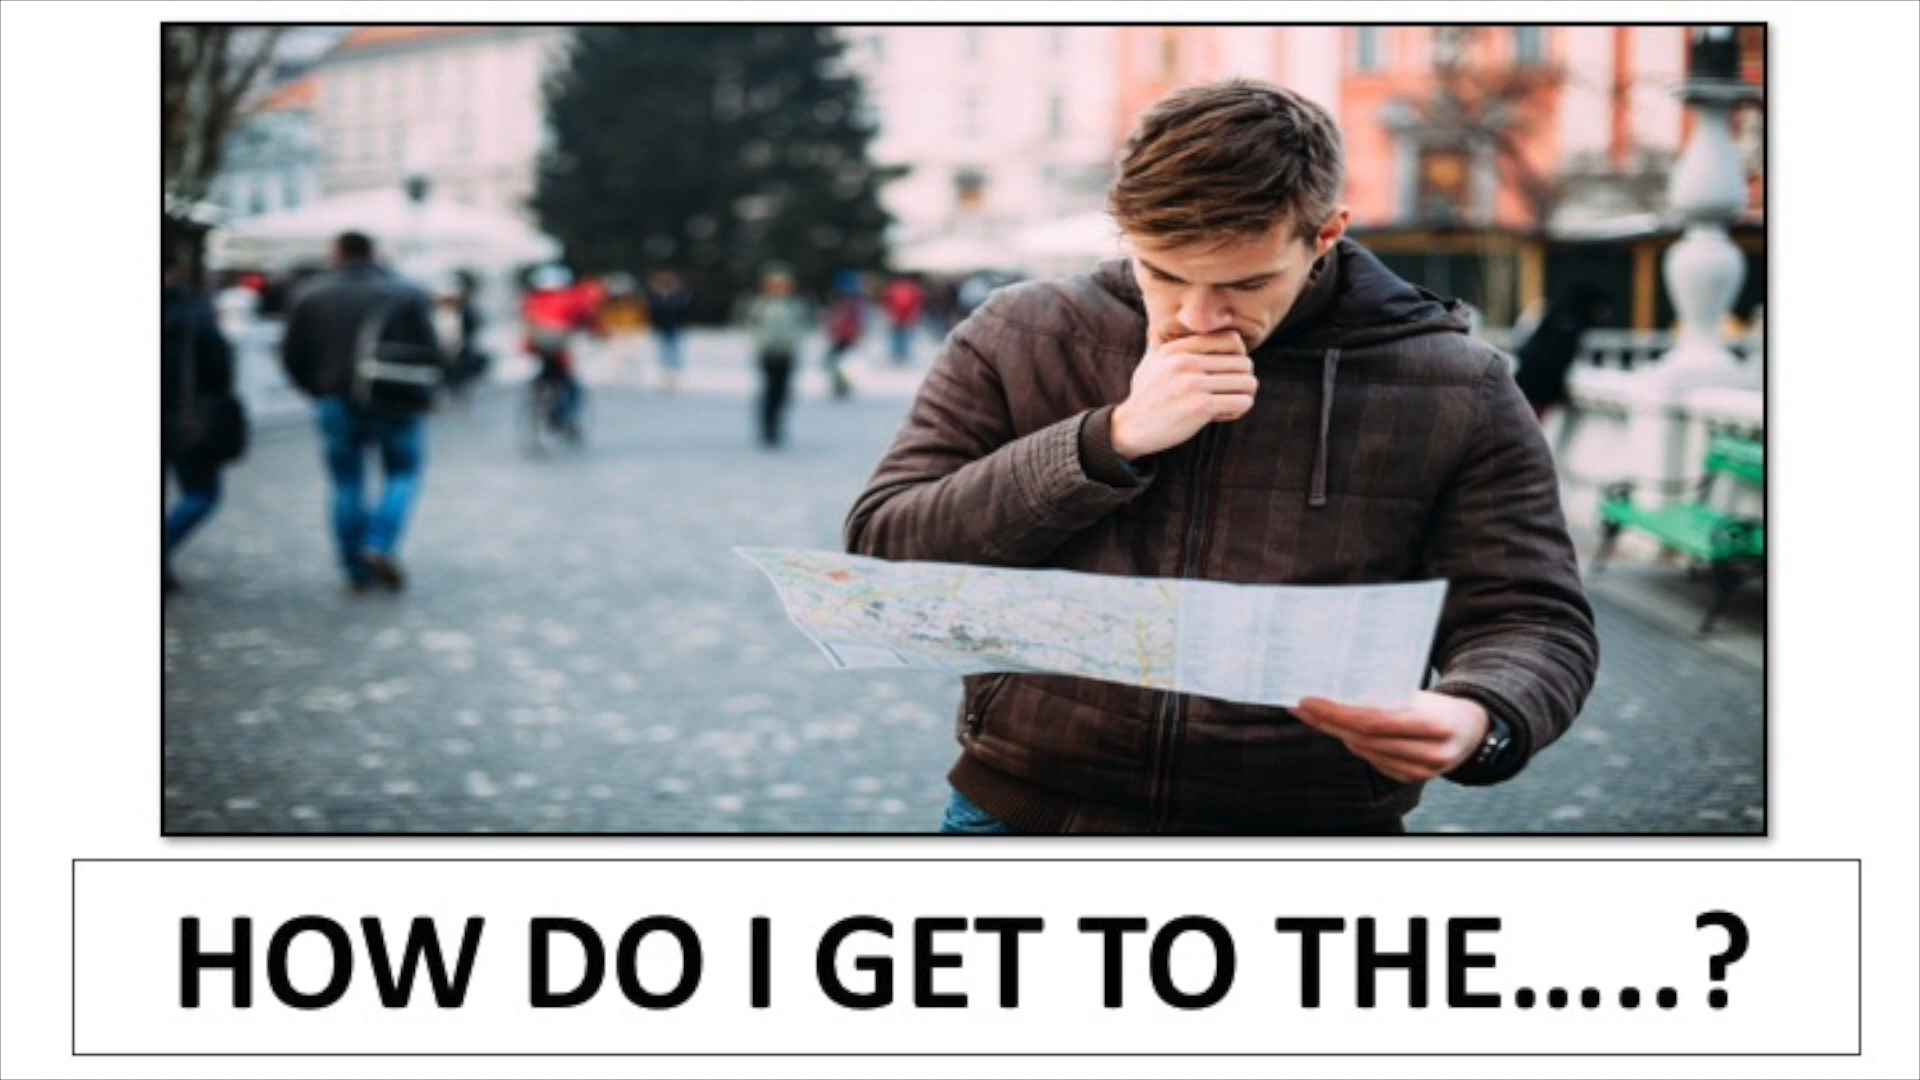 HOW DO I GET TO THE.....?